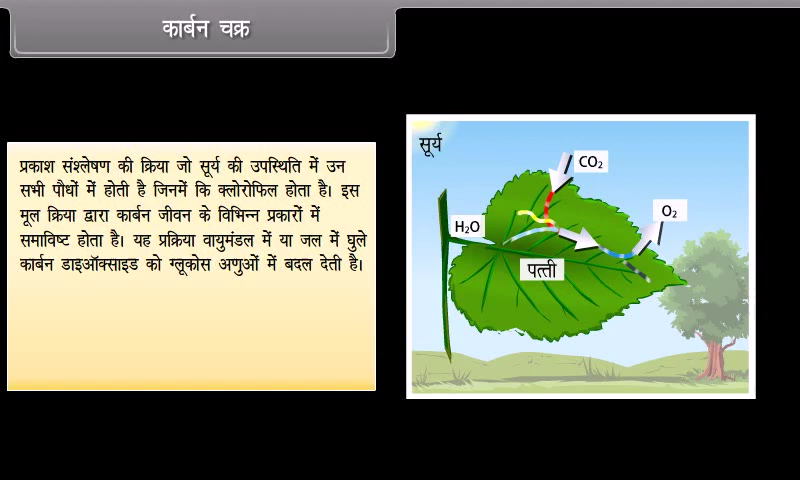 कार्बन चक्र
प्रकाश संश्लेषण की क्रिया जो सूर्य की उपस्थिति में उन
सभी पौधों में होती है जिनमें कि क्लोरोफिल होता है। इस
मूल क्रिया द्वारा कार्बन जीवन के विभिन्न प्रकारों में
समाविष्ट होता है। यह प्रक्रिया वायुमंडल में या जल में घुले
कार्बन डाइऑक्साइड को ग्लूकोस अणुओं में बदल देती है।
सूर्य
CO₂
O₂
H₂O
पत्ती